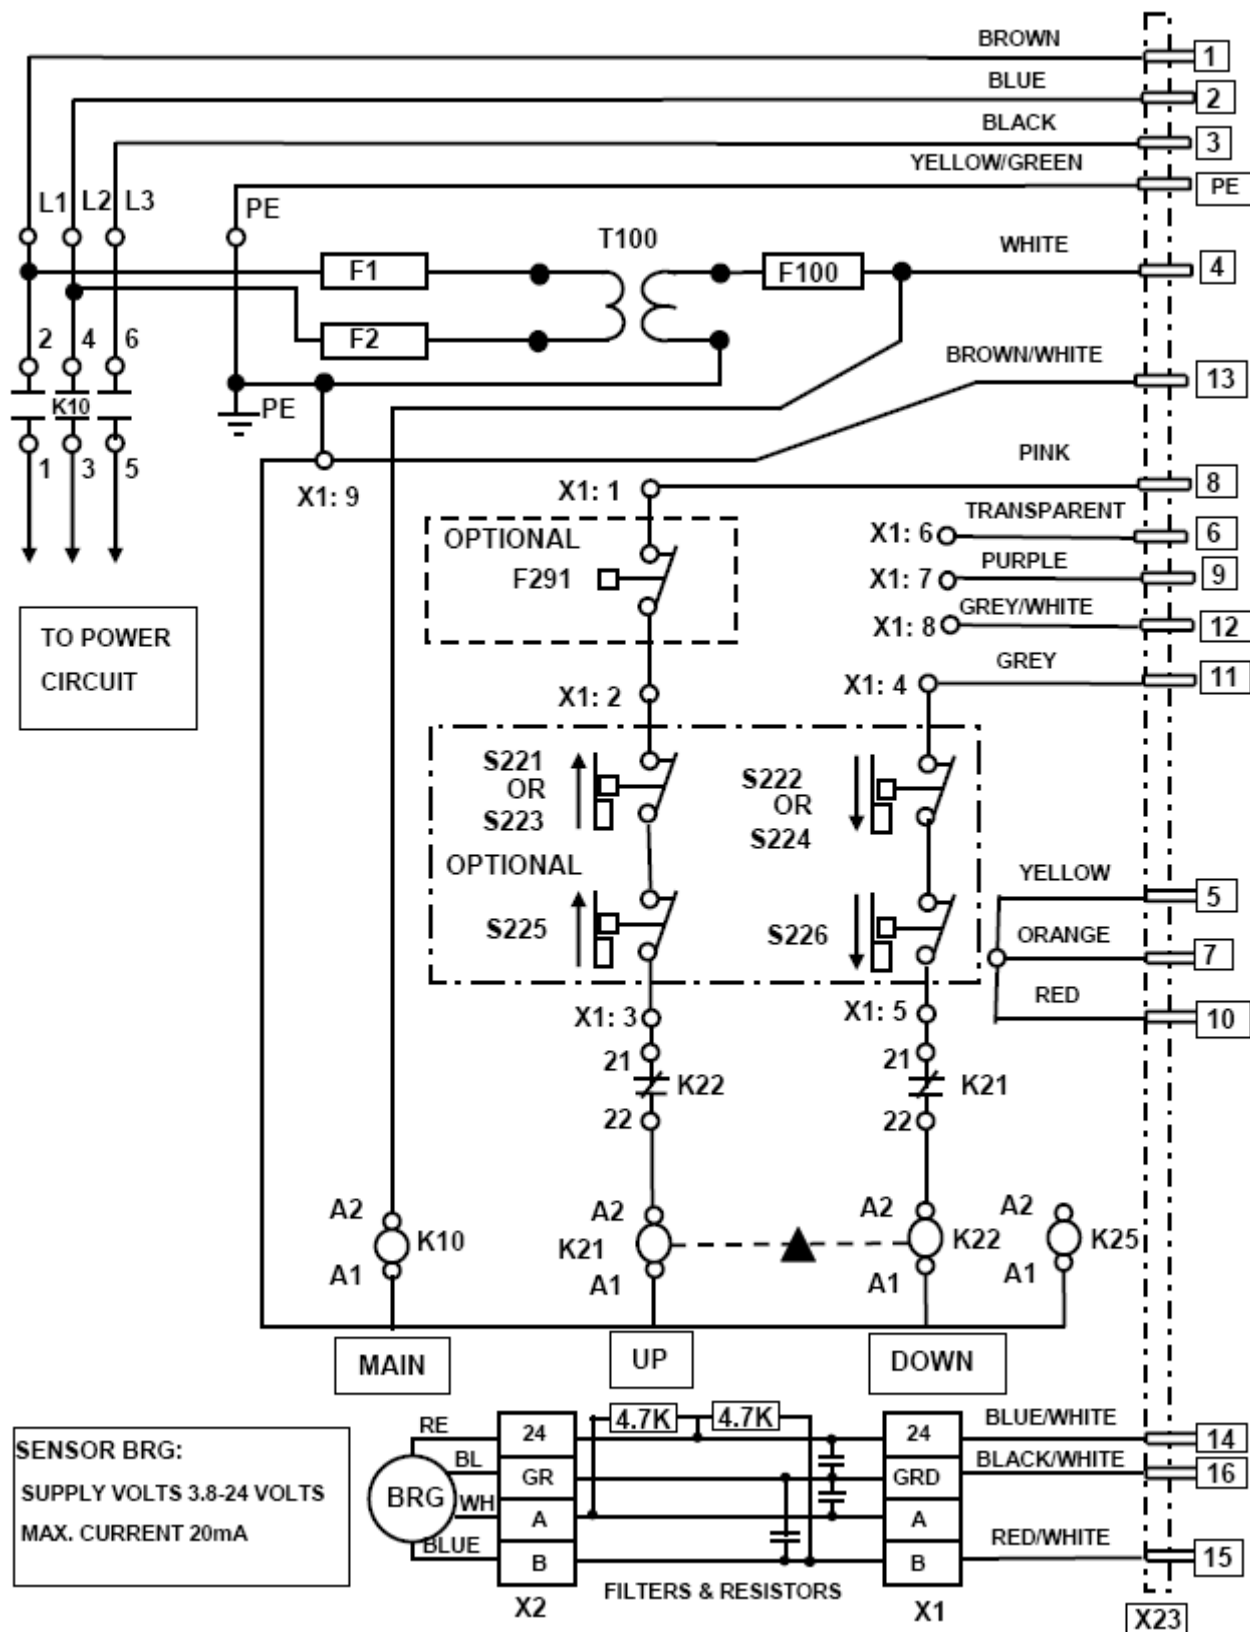 BROWN
1
BLUE
2
BLACK
3
YELLOW/GREEN
PE
L1 L2 L3
PE
T100
WHITE
F1
F100
4
2 4 6
F2
BROWN/WHITE
13
K10
PE
1 3 5
X1: 9
PINK
X1: 1
8
TRANSPARENT
OPTIONAL
X1: 6
6
F291
PURPLE
X1: 7
9
GREY/WHITE
X1: 8
12
TO POWER
CIRCUIT
GREY
X1: 2
X1: 4
11
S221
OR
S223
S222
OR
S224
OPTIONAL
YELLOW
5
S225
S226
ORANGE
7
RED
X1: 3
X1: 5
10
21
K22
22
21
K21
22
A2
K10
A1
A2
K21
A1
A2
K22
A1
A2
K25
A1
MAIN
UP
DOWN
SENSOR BRG:
SUPPLY VOLTS 3.8-24 VOLTS
MAX. CURRENT 20mA
RE
24
4.7K
4.7K
24
BLUE/WHITE
14
BL
GR
GRD
BLACK/WHITE
16
BRG
WH
A
A
BLUE
B
B
RED/WHITE
15
FILTERS & RESISTORS
X2
X1
X23